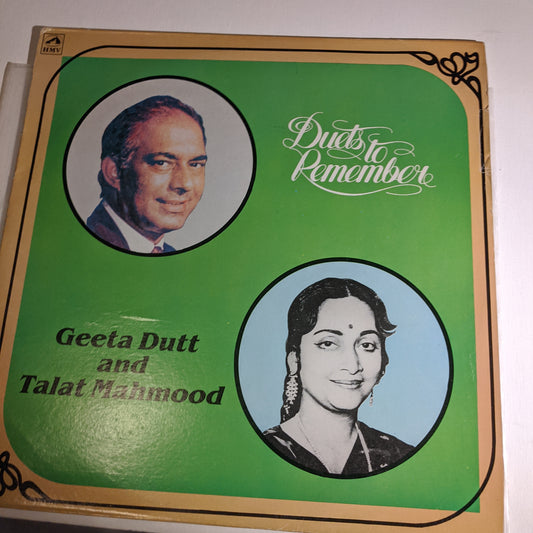 HMV
Duets to
Remember
Geeta Dutt
and
Talat Mahmood